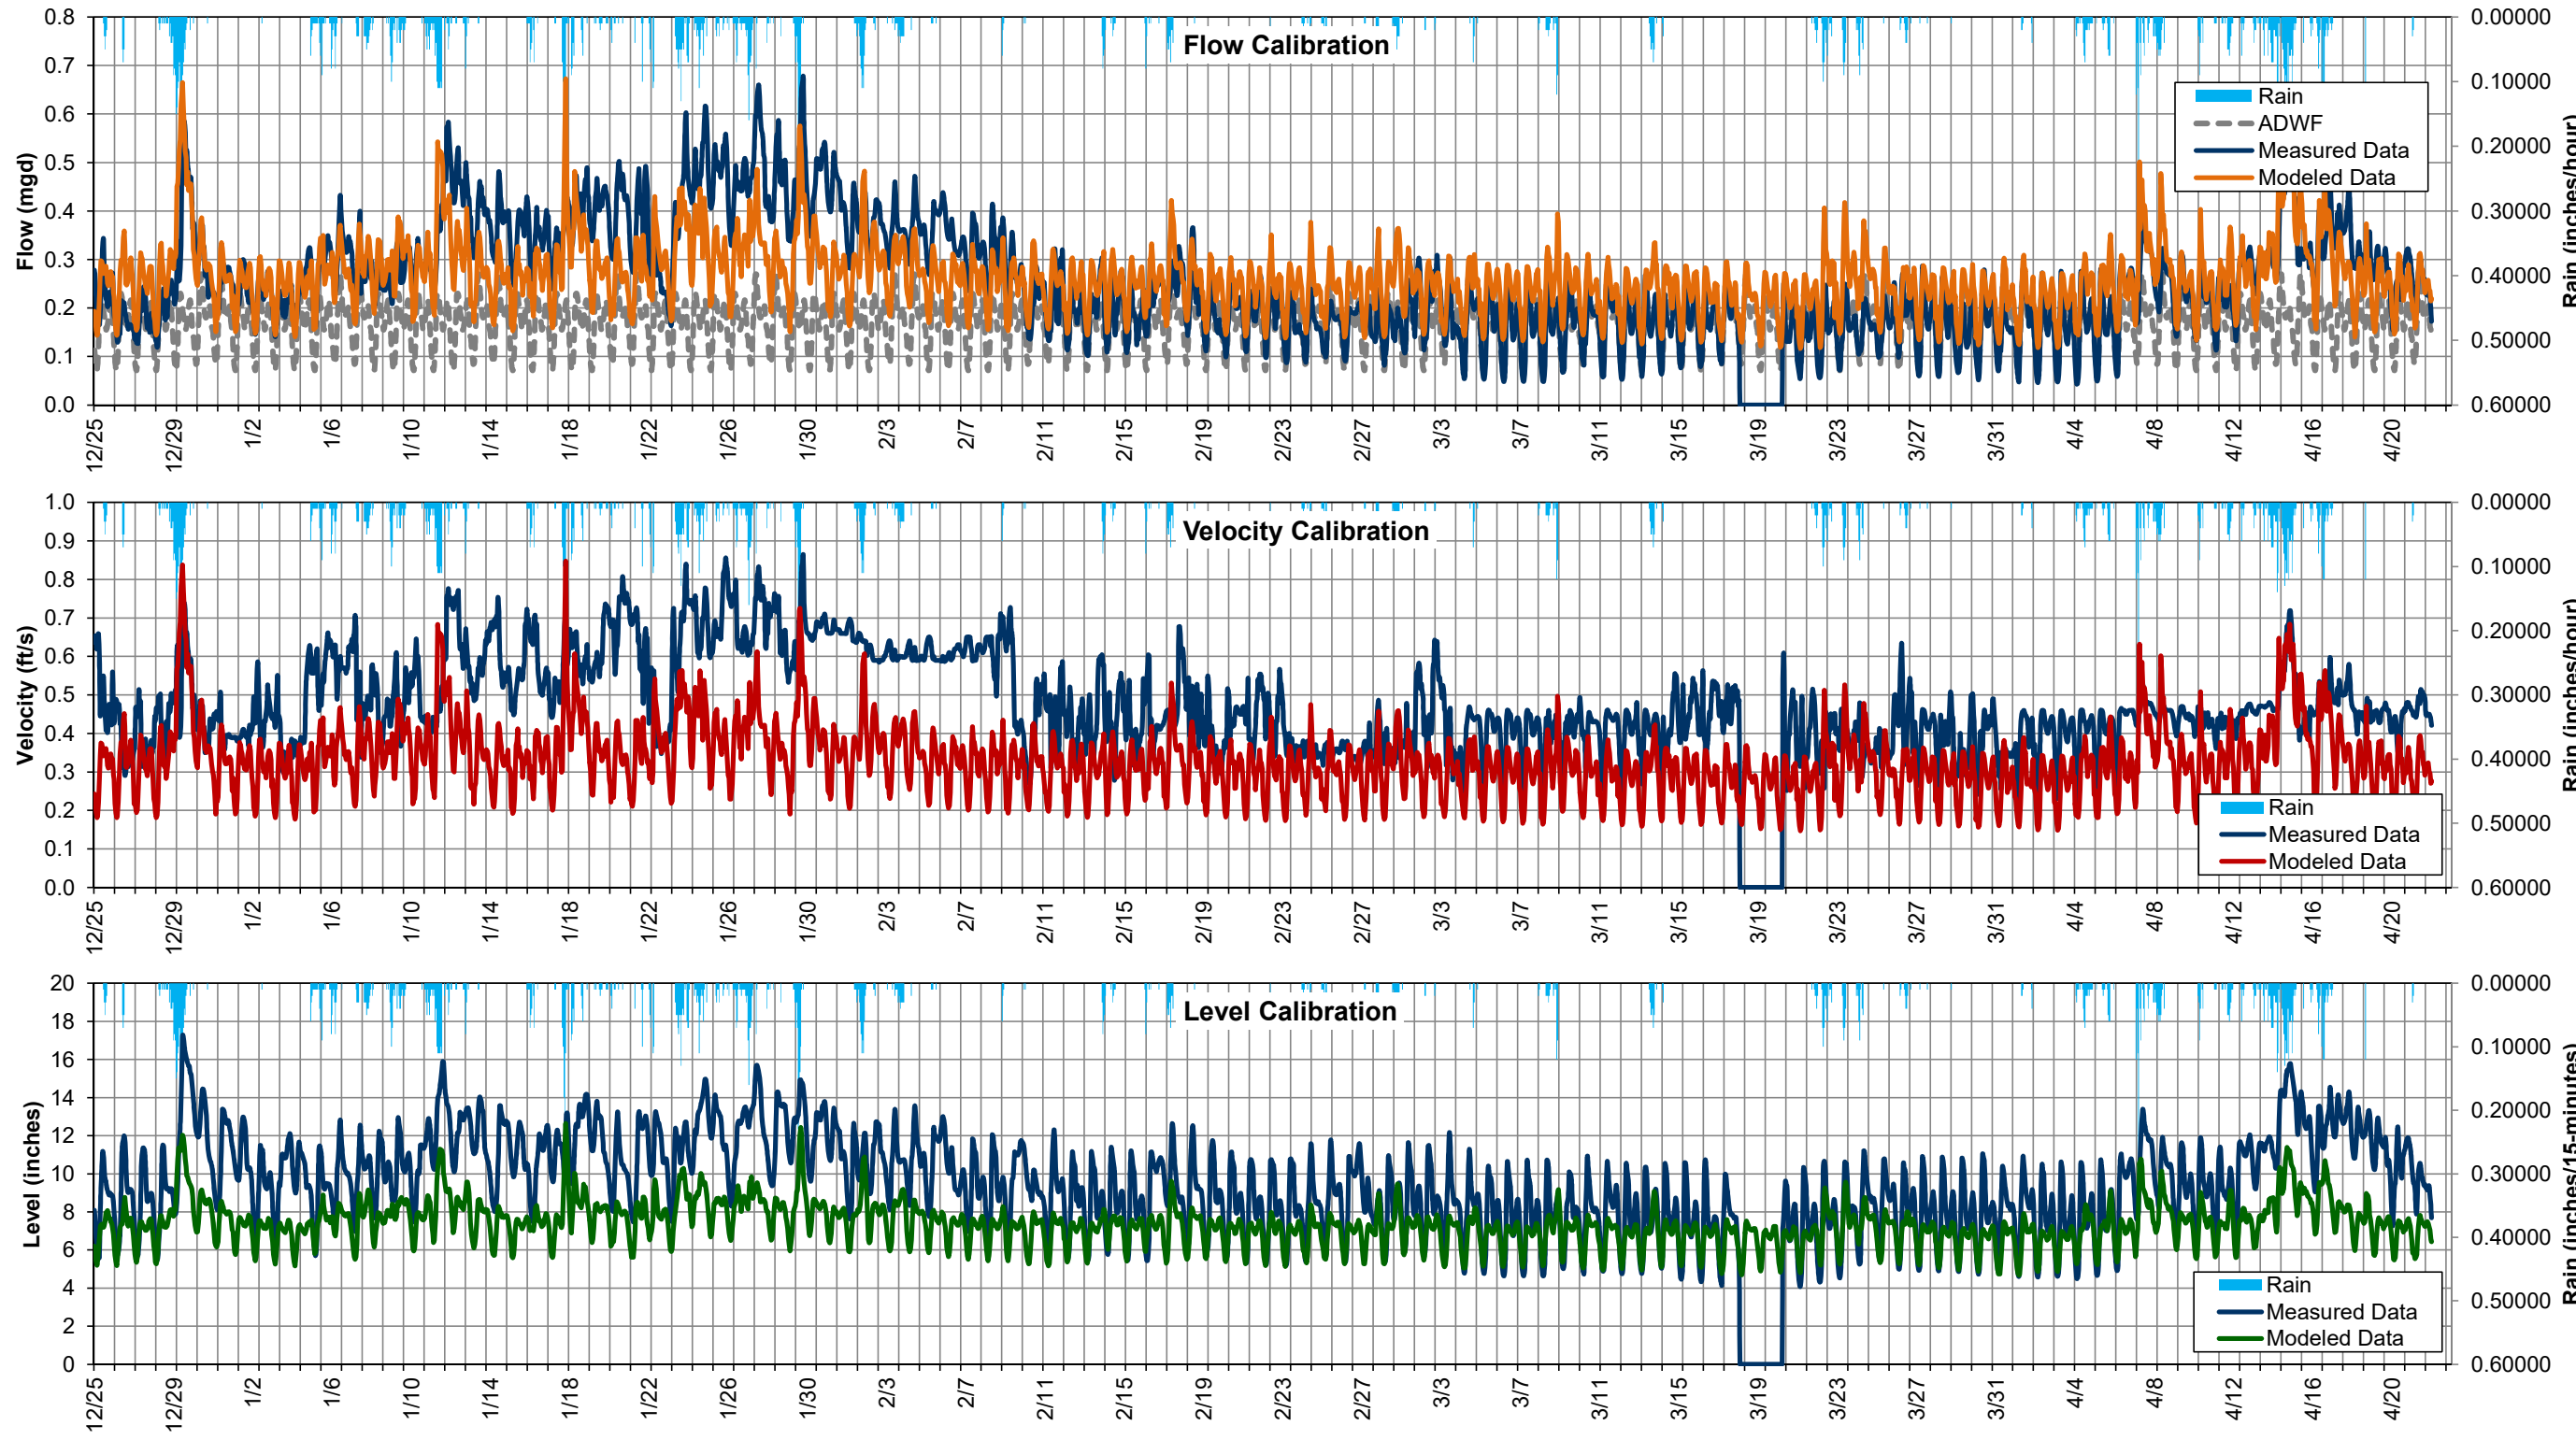 Flow Calibration
Flow (mgd)
0.8
0.7
0.6
0.5
0.4
0.3
0.2
0.1
0.0
0.00000
0.10000
0.20000
0.30000
0.40000
0.50000
0.60000
Rain (inches/hour)
Rain
ADWF
Measured Data
Modeled Data
12/25 12/29 1/2 1/6 1/10 1/14 1/18 1/22 1/26 1/30 2/3 2/7 2/11 2/15 2/19 2/23 2/27 3/3 3/7 3/11 3/15 3/19 3/23 3/27 3/31 4/4 4/8 4/12 4/16 4/20
Velocity Calibration
Velocity (ft/s)
1.0
0.9
0.8
0.7
0.6
0.5
0.4
0.3
0.2
0.1
0.0
0.00000
0.10000
0.20000
0.30000
0.40000
0.50000
0.60000
Rain (inches/hour)
Rain
Measured Data
Modeled Data
12/25 12/29 1/2 1/6 1/10 1/14 1/18 1/22 1/26 1/30 2/3 2/7 2/11 2/15 2/19 2/23 2/27 3/3 3/7 3/11 3/15 3/19 3/23 3/27 3/31 4/4 4/8 4/12 4/16 4/20
Level Calibration
Level (inches)
20
18
16
14
12
10
8
6
4
2
0
0.00000
0.10000
0.20000
0.30000
0.40000
0.50000
0.60000
Rain (inches/15-minutes)
Rain
Measured Data
Modeled Data
12/25 12/29 1/2 1/6 1/10 1/14 1/18 1/22 1/26 1/30 2/3 2/7 2/11 2/15 2/19 2/23 2/27 3/3 3/7 3/11 3/15 3/19 3/23 3/27 3/31 4/4 4/8 4/12 4/16 4/20